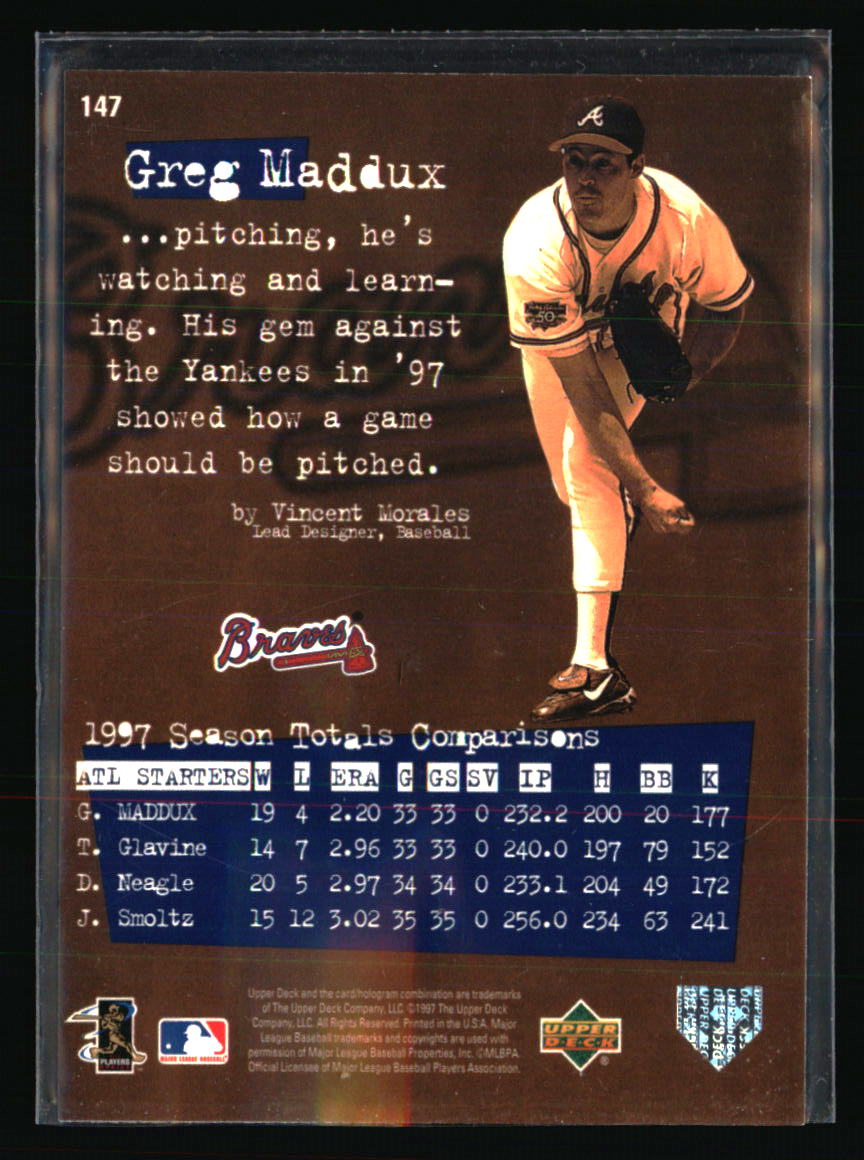 147
Greg Maddux
...pitching, he's
watching and learn-
ing. His gem against
the Yankees in '97
showed how a game
should be pitched.
by Vincent Morales
Lead Designer, Baseball
A
50
Braves
1997 Season Totals Comparisons
ATL STARTERS W L ERA G GS SV IP H BB K
G. MADDUX 19 4 2.20 33 33 0 232.2 200 20 177
T. Glavine 14 7 2.96 33 33 0 240.0 197 79 152
D. Neagle 20 5 2.97 34 34 0 233.1 204 49 172
J. Smoltz 15 12 3.02 35 35 0 256.0 234 63 241
Upper Deck and the card/hologram combination are trademarks
of The Upper Deck Company, LLC. ©1997 The Upper Deck
Company, LLC. All Rights Reserved. Printed in the U.S.A. Major
League Baseball trademarks and copyrights are used with
permission of Major League Baseball Properties, Inc. ©MLBPA
Official Licensee of Major League Baseball Players Association.
PLAYERS
MAJOR LEAGUE BASEBALL
UPPER
DECK
UPPER DECK